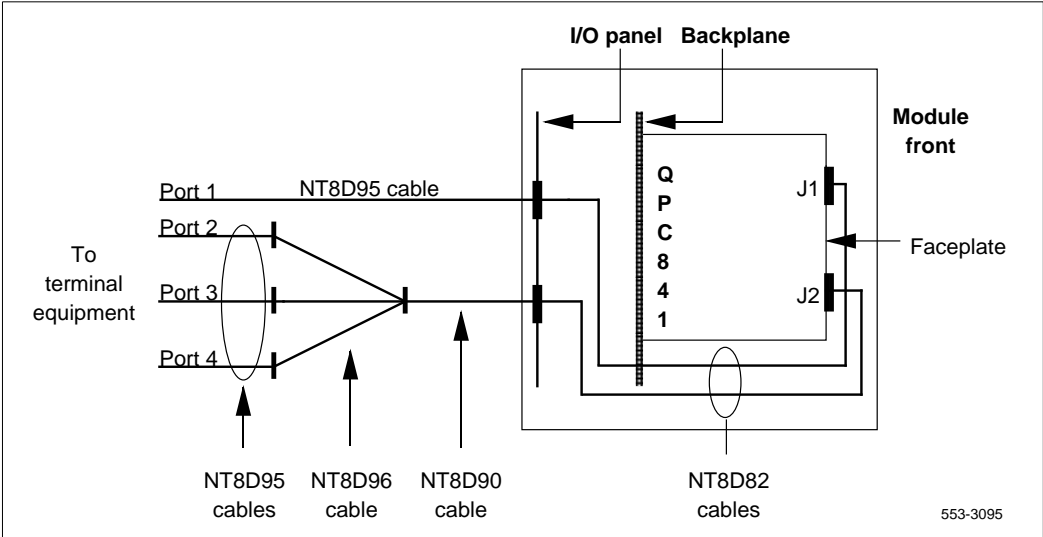 I/O panel Backplane
Module
front
Q
P
C
8
4
1
J1
J2
Faceplate
Port 1
NT8D95 cable
Port 2
Port 3
Port 4
To
terminal
equipment
NT8D95
cables
NT8D96
cable
NT8D90
cable
NT8D82
cables
553-3095